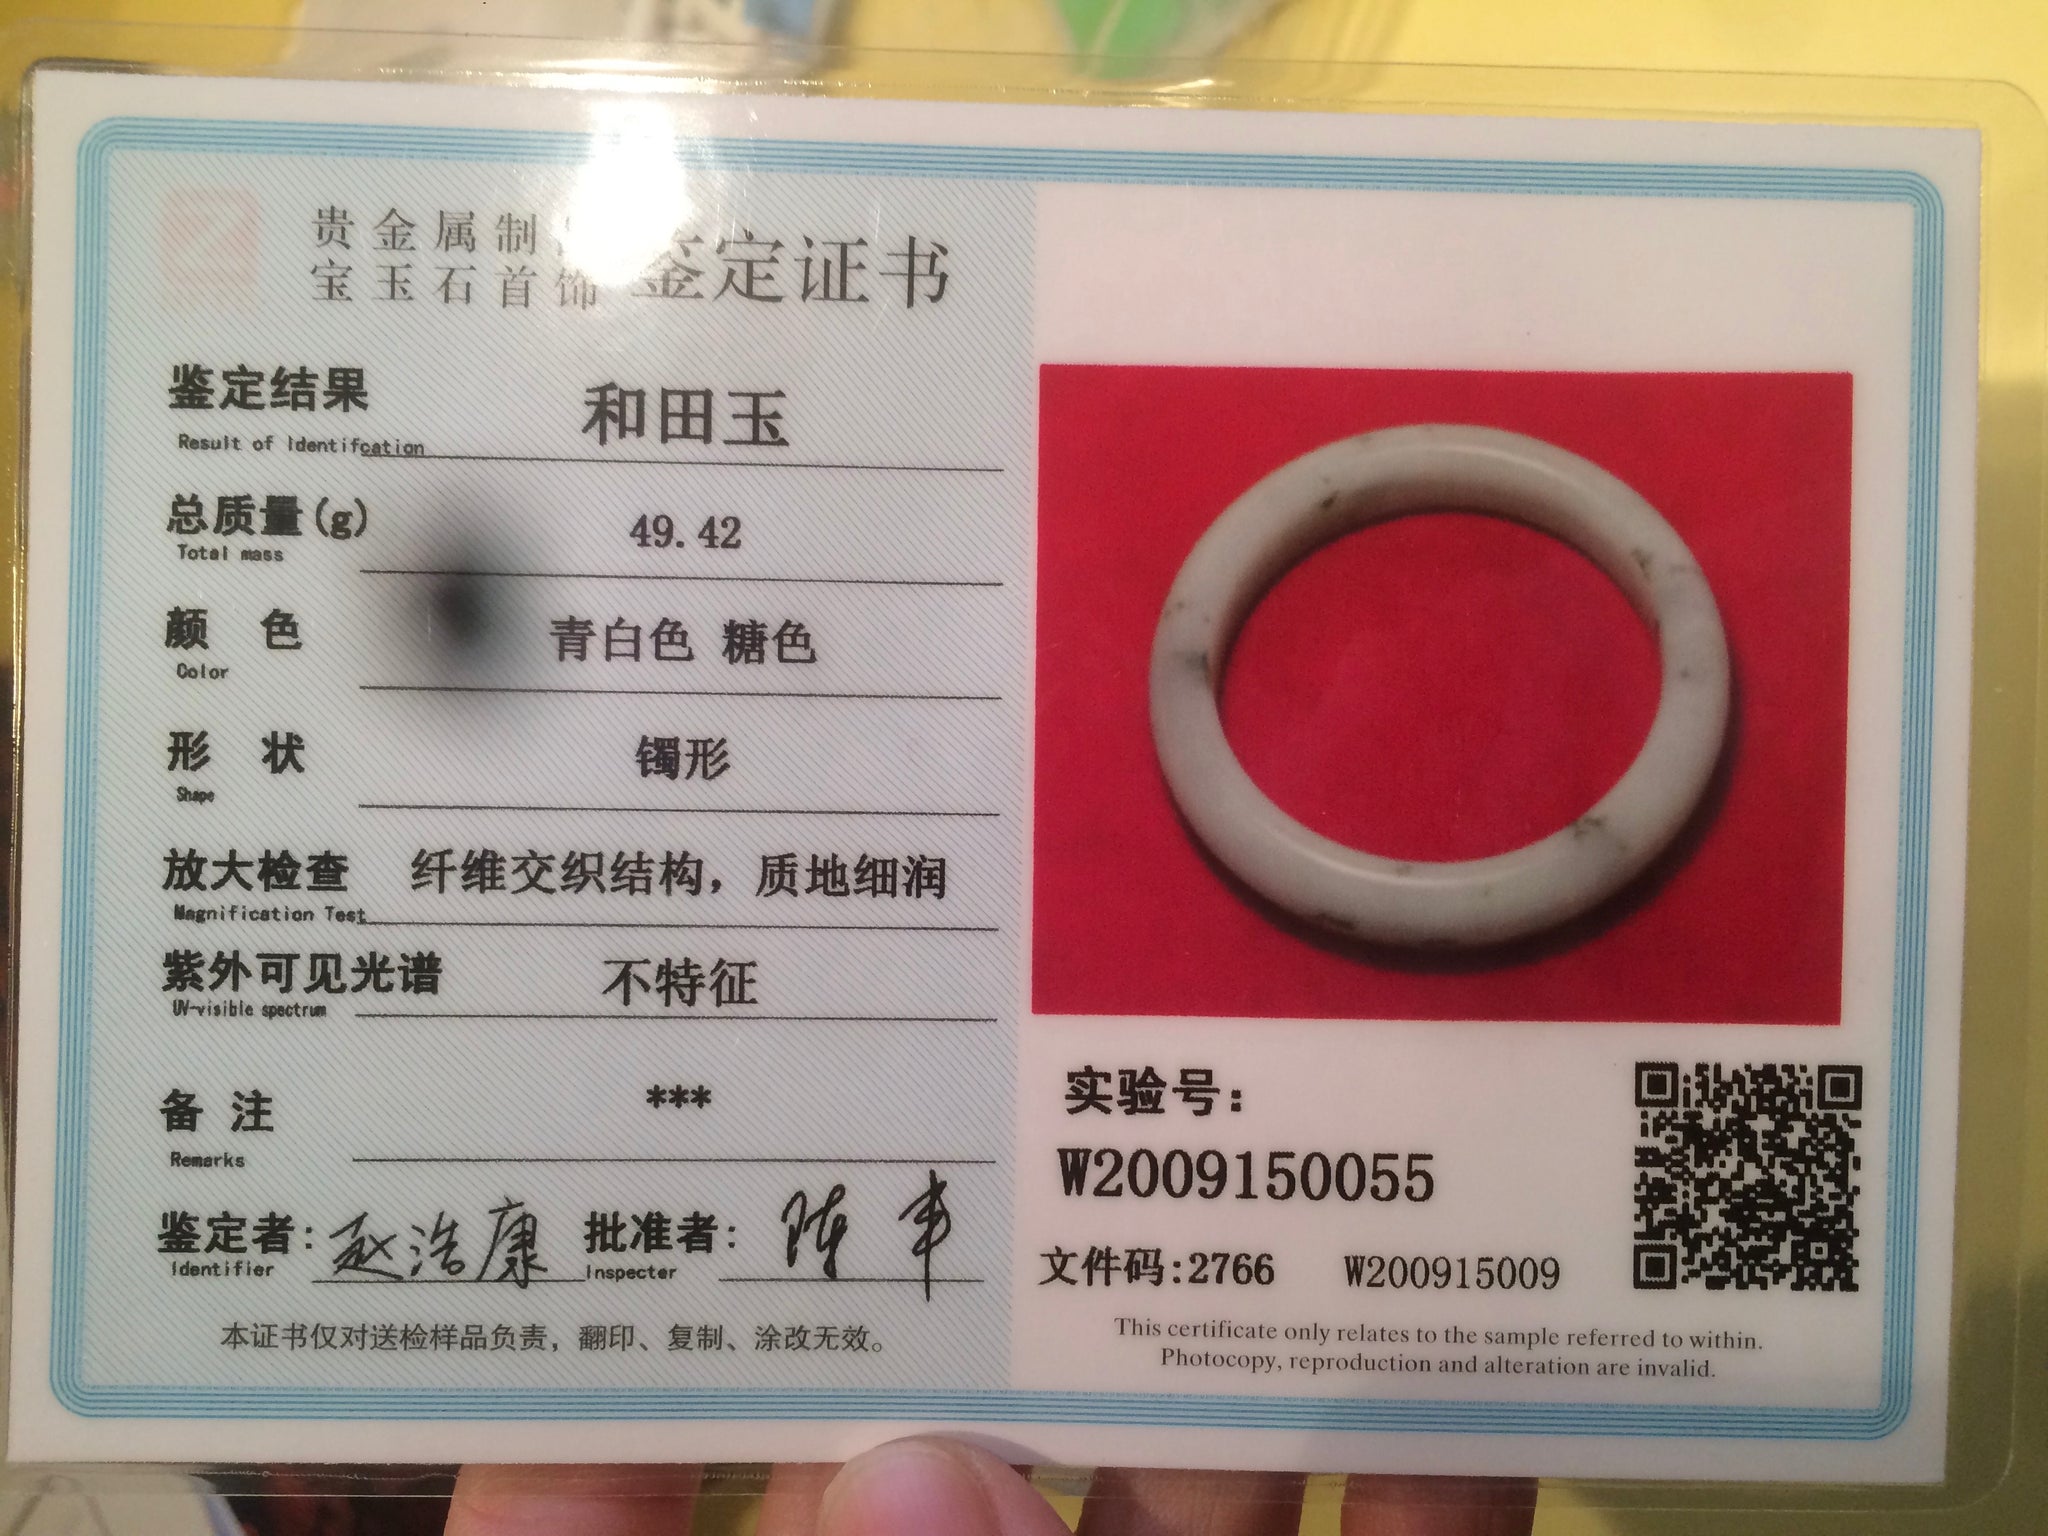 贵金属制
宝玉石首饰
鉴定证书
鉴定结果 和田玉
Result of Identifcation
总质量(g) 49.42
Total mass
颜 色 青白色 糖色
Color
形 状 镯形
Shape
放大检查 纤维交织结构，质地细润
Magnification Test
紫外可见光谱 不特征
UV-visible spectrum
备 注 ***
Remarks
鉴定者: 赵浩康 批准者: 陈
Identifier Inspecter
本证书仅对送检样品负责，翻印、复制、涂改无效。
实验号:
W2009150055
文件码:2766 W200915009
This certificate only relates to the sample referred to within.
Photocopy, reproduction and alteration are invalid.